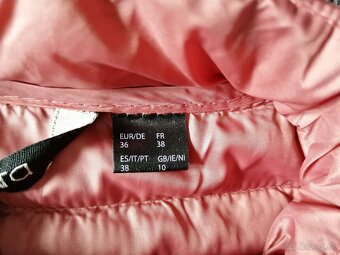 EUR/DE FR
36 38
ES/IT/PT GB/IE/NI
38 10